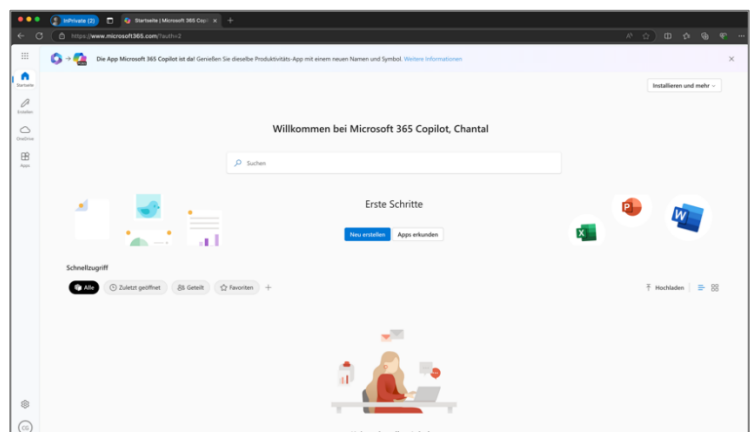 InPrivate (2)
Startseite | Microsoft 365 Cop
https://www.microsoft365.com/?auth=2
Die App Microsoft 365 Copilot ist da! Genießen Sie dieselbe Produktivitäts-App mit einem neuen Namen und Symbol. Weitere Informationen
Startseite
Erstellen
OneDrive
Apps
Installieren und mehr
Willkommen bei Microsoft 365 Copilot, Chantal
Suchen
Erste Schritte
Neu erstellen
Apps erkunden
Schnellzugriff
Alle
Zuletzt geöffnet
Geteilt
Favoriten
Hochladen
CG